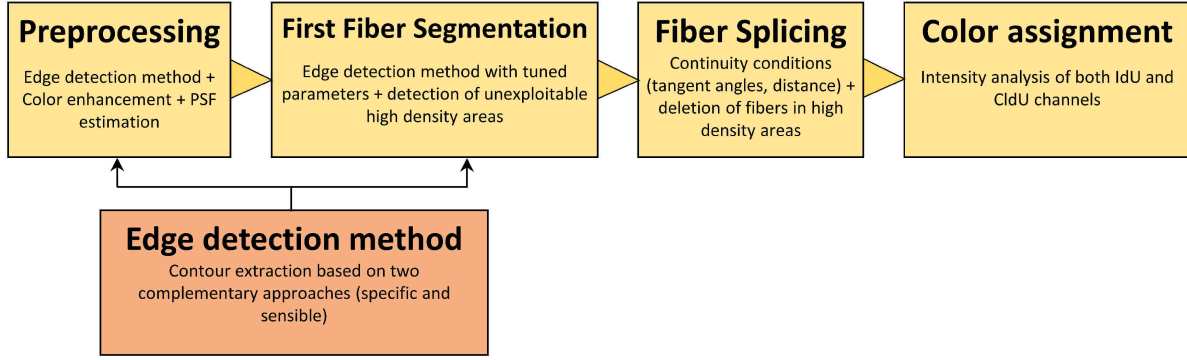 Preprocessing
Edge detection method +
Color enhancement + PSF
estimation
First Fiber Segmentation
Edge detection method with tuned
parameters + detection of unexploitable
high density areas
Fiber Splicing
Continuity conditions
(tangent angles, distance) +
deletion of fibers in high
density areas
Color assignment
Intensity analysis of both IdU and
CldU channels
Edge detection method
Contour extraction based on two
complementary approaches (specific and
sensible)